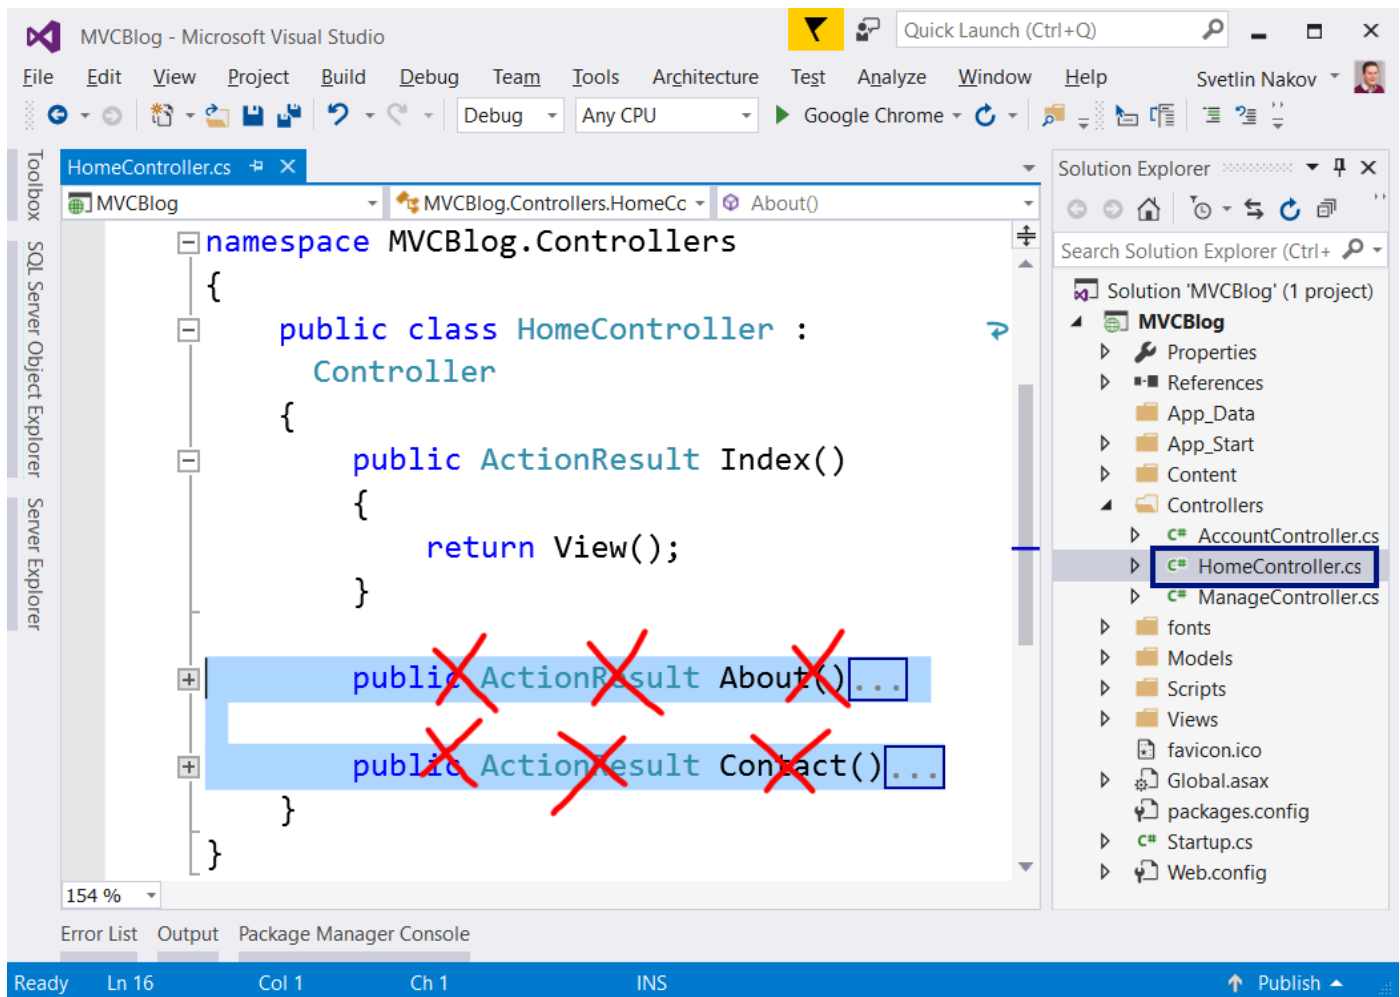 MVCBlog - Microsoft Visual Studio
Quick Launch (Ctrl+Q)
File Edit View Project Build Debug Team Tools Architecture Test Analyze Window Help Svetlin Nakov
Debug Any CPU Google Chrome
Toolbox
SQL Server Object Explorer
Server Explorer
HomeController.cs
MVCBlog MVCBlog.Controllers.HomeCc About()
namespace MVCBlog.Controllers
{
public class HomeController :
Controller
{
public ActionResult Index()
{
return View();
}
public ActionResult About()...
public ActionResult Contact()...
}
}
154 %
Solution Explorer
Search Solution Explorer (Ctrl+
Solution 'MVCBlog' (1 project)
MVCBlog
Properties
References
App_Data
App_Start
Content
Controllers
C# AccountController.cs
C# HomeController.cs
C# ManageController.cs
fonts
Models
Scripts
Views
favicon.ico
Global.asax
packages.config
C# Startup.cs
Web.config
Error List Output Package Manager Console
Ready Ln 16 Col 1 Ch 1 INS Publish